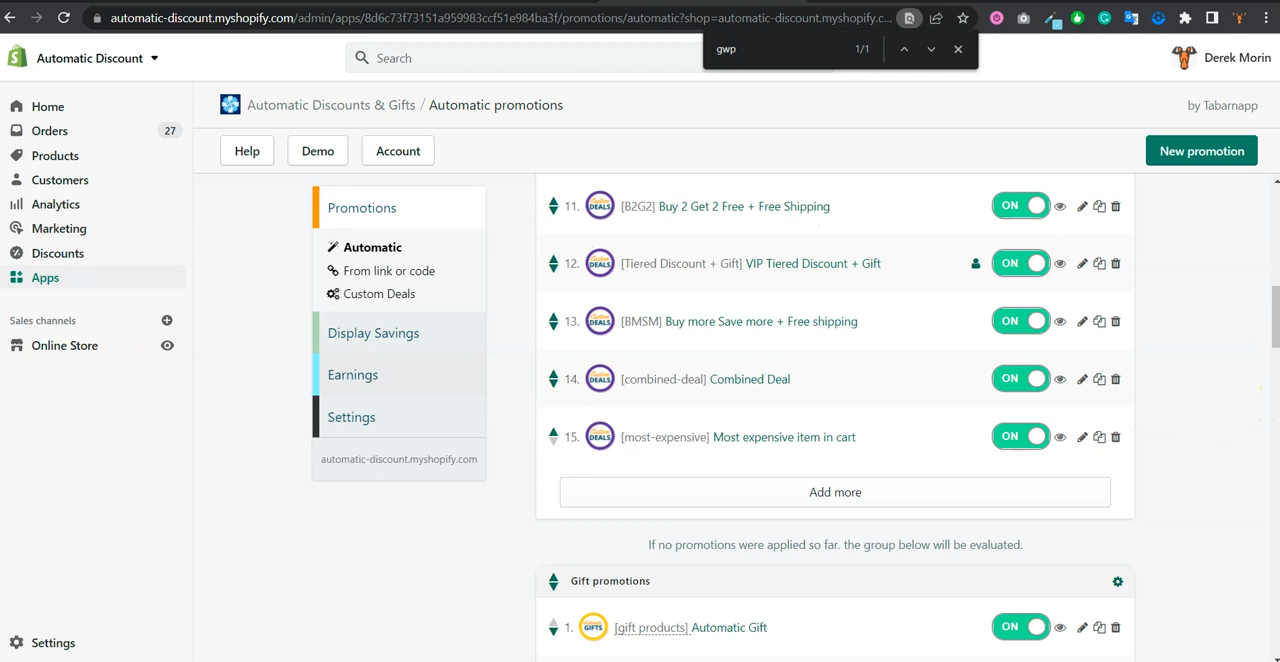 automatic-discount.myshopify.com/admin/apps/8d6c73f73151a959983ccf51e984ba3f/promotions/automatic?shop=automatic-discount.myshopify.c...
gwp 1/1
Automatic Discount
Search
Derek Morin
Home
Orders 27
Products
Customers
Analytics
Marketing
Discounts
Apps
Sales channels
Online Store
Settings
Automatic Discounts & Gifts / Automatic promotions
by Tabarnapp
Help Demo Account New promotion
Promotions
Automatic
From link or code
Custom Deals
Display Savings
Earnings
Settings
automatic-discount.myshopify.com
11. Custom DEALS [B2G2] Buy 2 Get 2 Free + Free Shipping ON
12. Custom DEALS [Tiered Discount + Gift] VIP Tiered Discount + Gift ON
13. Custom DEALS [BMSM] Buy more Save more + Free shipping ON
14. Custom DEALS [combined-deal] Combined Deal ON
15. Custom DEALS [most-expensive] Most expensive item in cart ON
Add more
If no promotions were applied so far. the group below will be evaluated.
Gift promotions
1. Automatic GIFTS [gift products] Automatic Gift ON